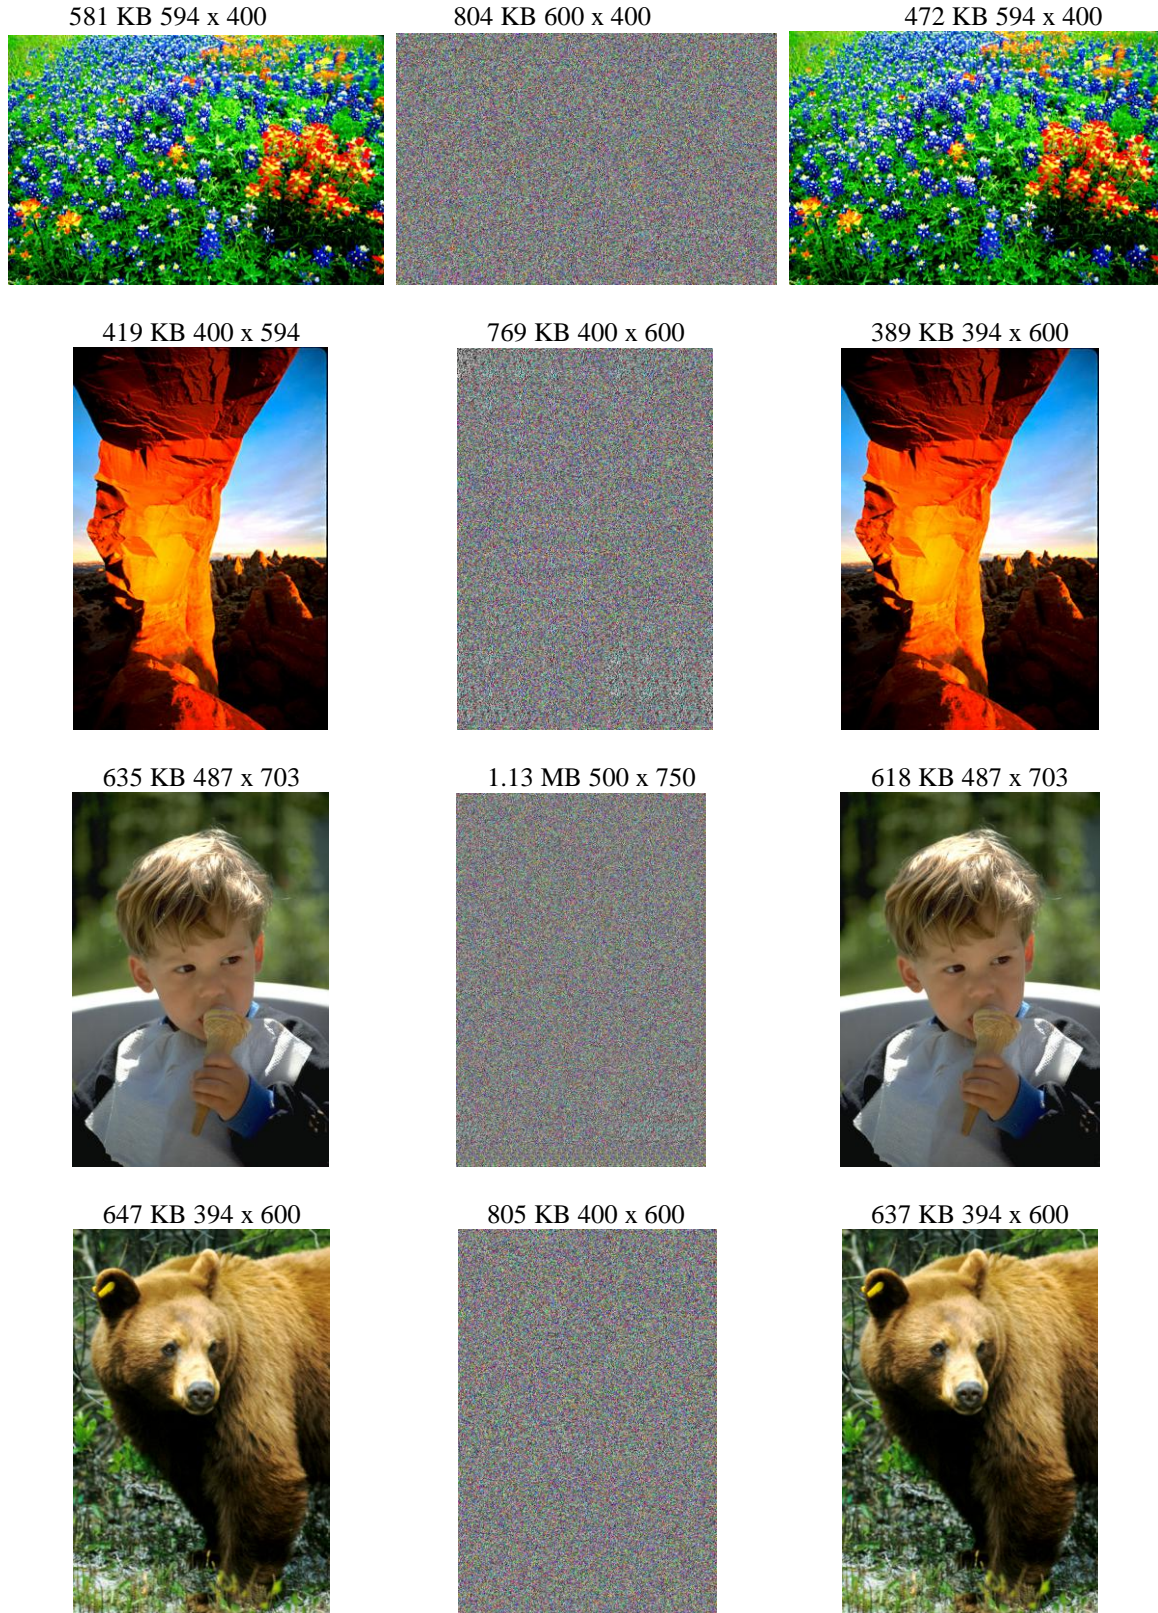 581 KB 594 x 400
804 KB 600 x 400
472 KB 594 x 400
419 KB 400 x 594
769 KB 400 x 600
389 KB 394 x 600
635 KB 487 x 703
1.13 MB 500 x 750
618 KB 487 x 703
647 KB 394 x 600
805 KB 400 x 600
637 KB 394 x 600